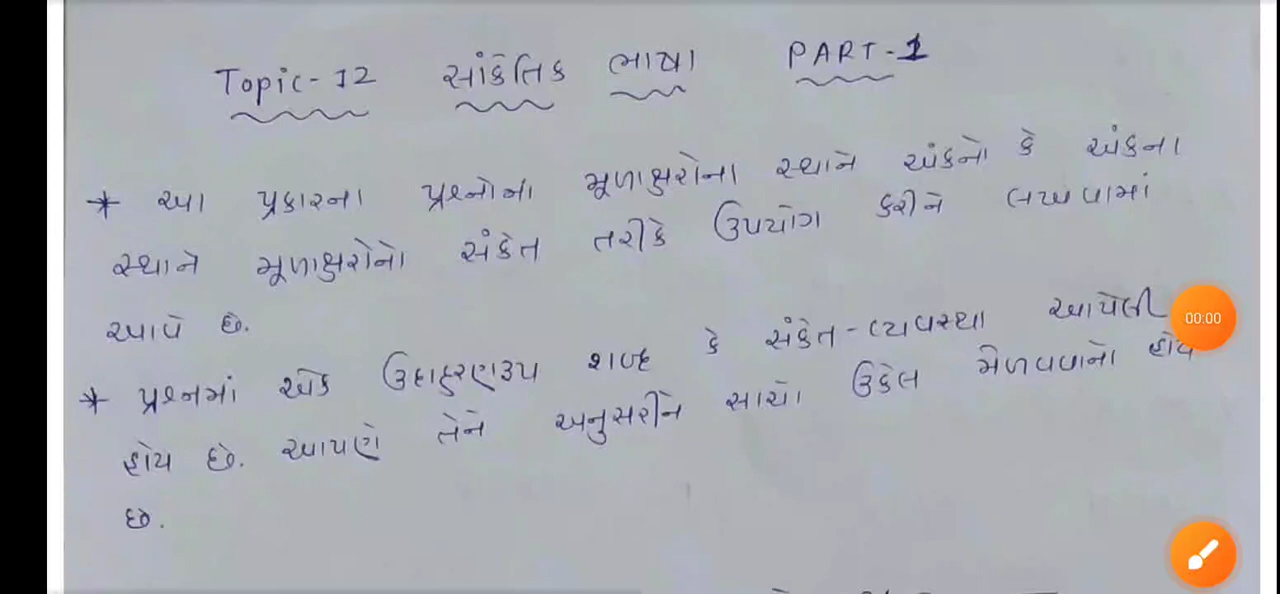 Topic-12 સાંકેતિક ભાષા PART-1
* આ પ્રકારના પ્રશ્નોના મૂળાક્ષરોના સ્થાને અંકનો કે અંકના
સ્થાને મૂળાક્ષરોનો સંકેત તરીકે ઉપયોગ કરીને લખવામાં
આવે છે.
* પ્રશ્નમાં એક ઉદાહરણરૂપ શબ્દ કે સંકેત-વ્યવસ્થા આપેલી
હોય છે. આપણે તેને અનુસરીને સાચો ઉકેલ મેળવવાનો હોય
છે.
00:00